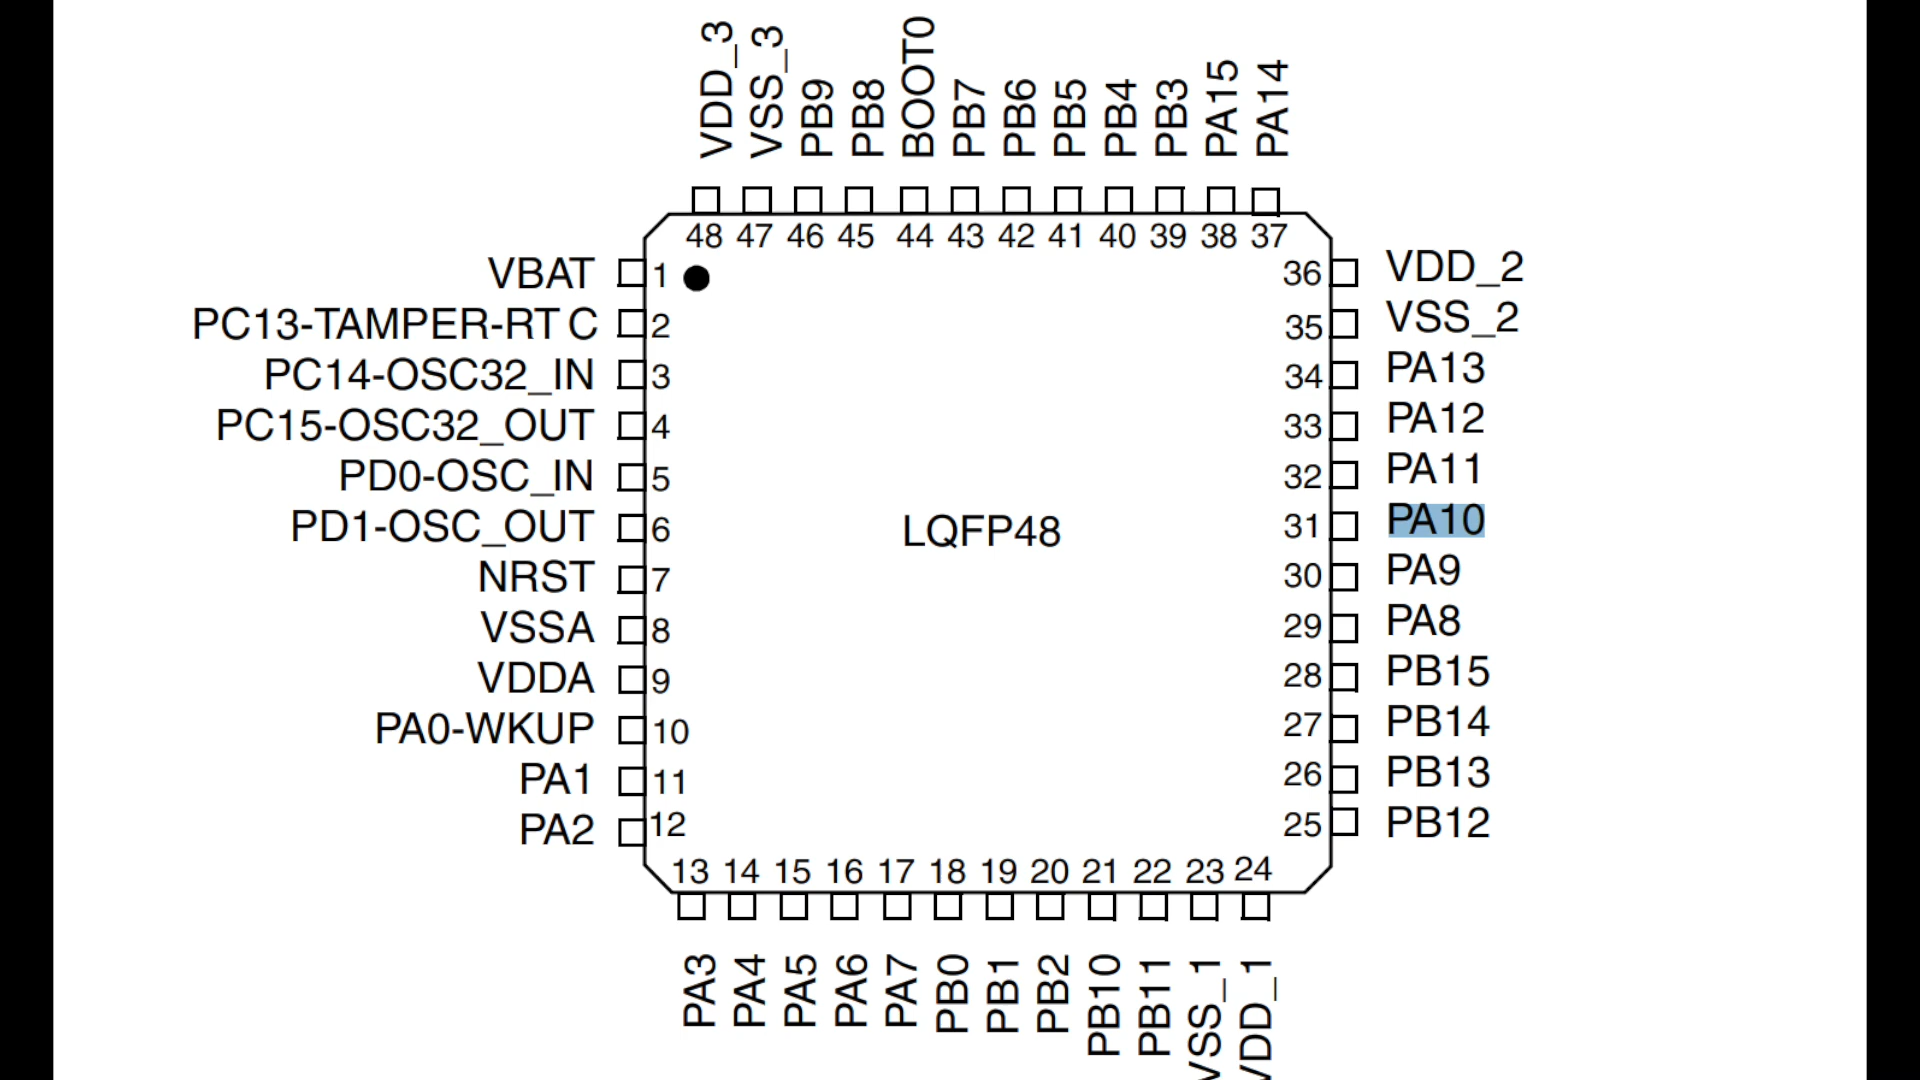 VDD_3
VSS_3
PB9
PB8
BOOT0
PB7
PB6
PB5
PB4
PB3
PA15
PA14
48 47 46 45 44 43 42 41 40 39 38 37
VBAT 1
PC13-TAMPER-RT C 2
PC14-OSC32_IN 3
PC15-OSC32_OUT 4
PD0-OSC_IN 5
PD1-OSC_OUT 6
NRST 7
VSSA 8
VDDA 9
PA0-WKUP 10
PA1 11
PA2 12
LQFP48
36 VDD_2
35 VSS_2
34 PA13
33 PA12
32 PA11
31 PA10
30 PA9
29 PA8
28 PB15
27 PB14
26 PB13
25 PB12
13 14 15 16 17 18 19 20 21 22 23 24
PA3
PA4
PA5
PA6
PA7
PB0
PB1
PB2
PB10
PB11
VSS_1
VDD_1